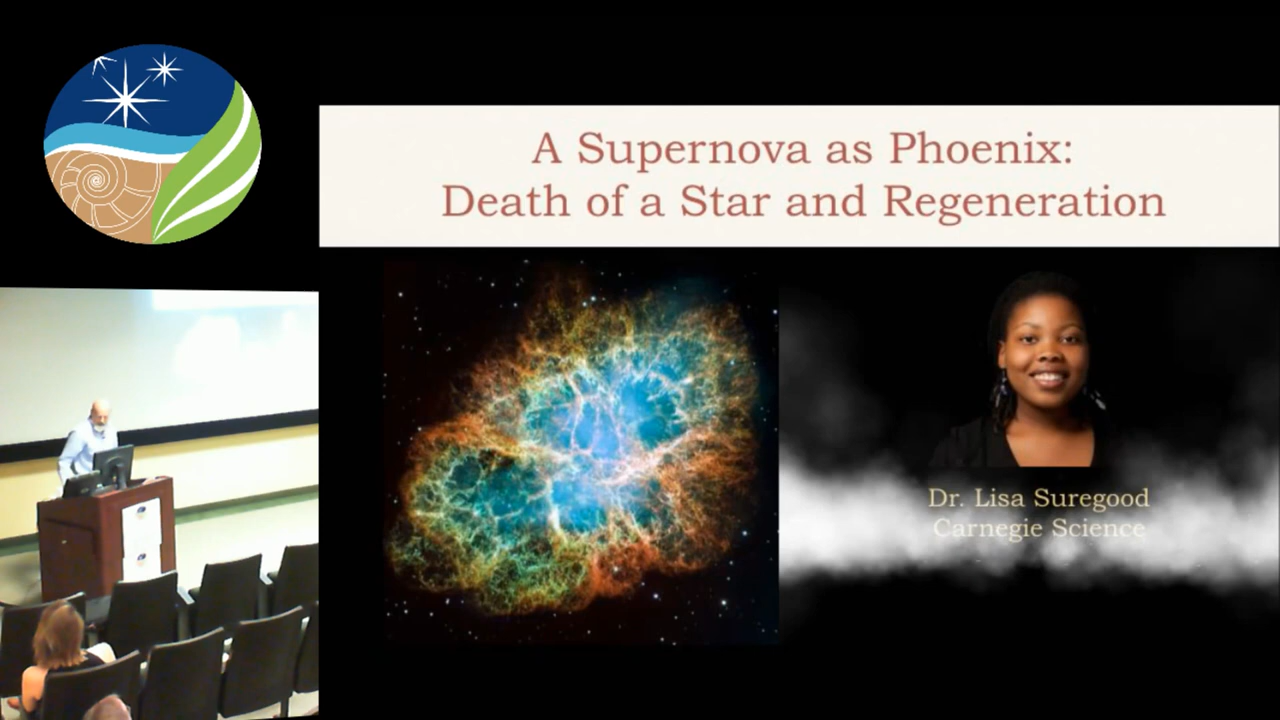 A Supernova as Phoenix:
Death of a Star and Regeneration
Dr. Lisa Suregood
Carnegie Science